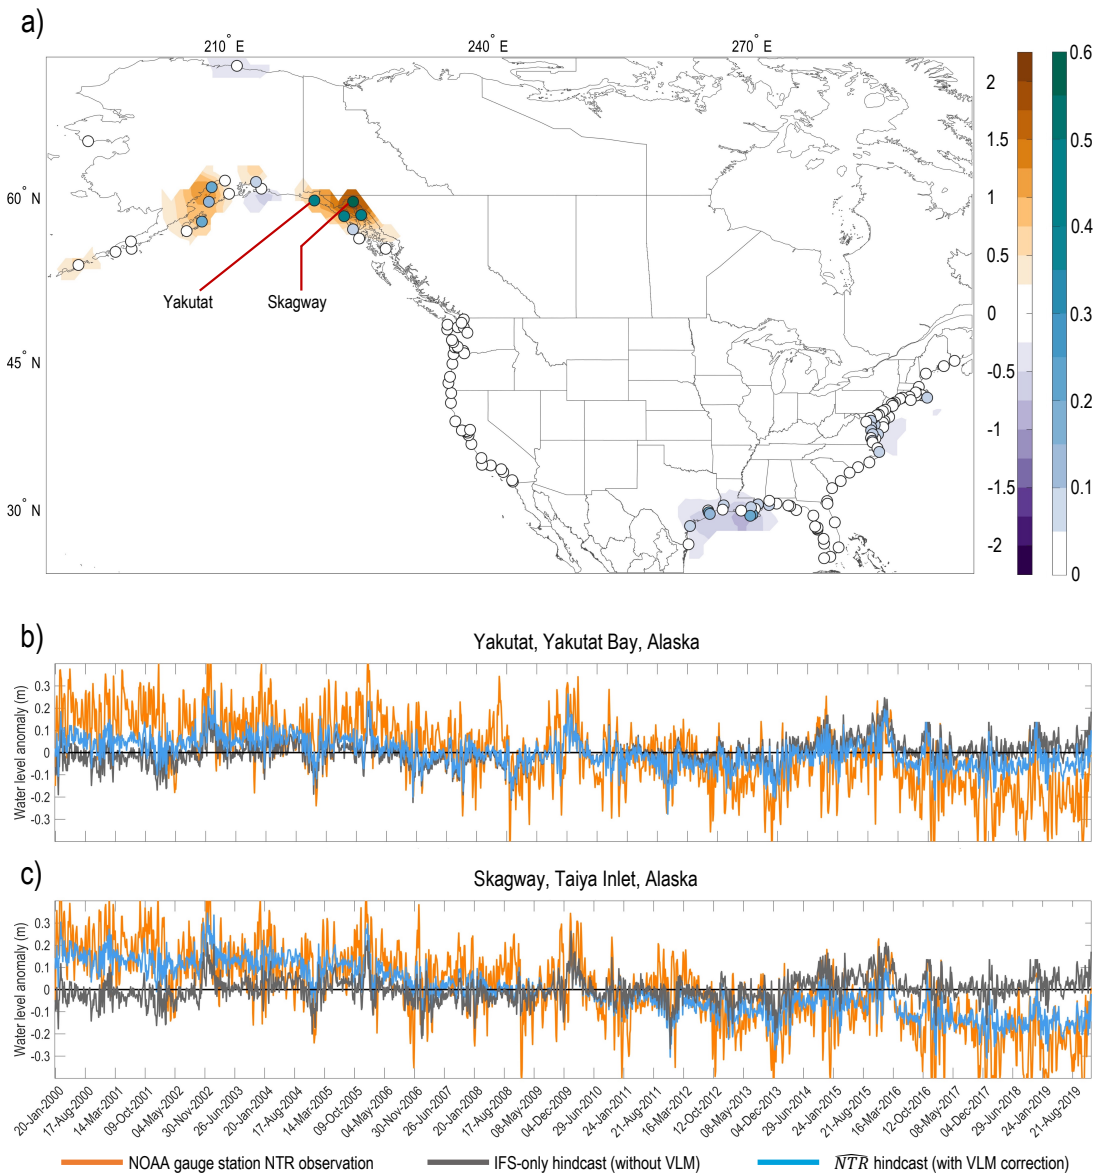 a)
210° E
240° E
270° E
60° N
45° N
30° N
Yakutat
Skagway
2
1.5
1
0.5
0
-0.5
-1
-1.5
-2
0.6
0.5
0.4
0.3
0.2
0.1
0
b)
Yakutat, Yakutat Bay, Alaska
Water level anomaly (m)
0.3
0.2
0.1
0
-0.1
-0.2
-0.3
c)
Skagway, Taiya Inlet, Alaska
Water level anomaly (m)
0.3
0.2
0.1
0
-0.1
-0.2
-0.3
20-Jan-2000
17-Aug-2000
14-Mar-2001
09-Oct-2001
04-May-2002
30-Nov-2002
26-Jun-2003
20-Jan-2004
17-Aug-2004
14-Mar-2005
09-Oct-2005
04-May-2006
30-Nov-2006
26-Jun-2007
20-Jan-2008
17-Aug-2008
14-May-2009
04-Dec-2009
29-Jun-2010
24-Jan-2011
21-Aug-2011
16-Mar-2012
12-Oct-2012
08-May-2013
04-Dec-2013
29-Jun-2014
24-Jan-2015
21-Aug-2015
16-Mar-2016
12-Oct-2016
08-May-2017
04-Dec-2017
29-Jun-2018
24-Jan-2019
21-Aug-2019
NOAA gauge station NTR observation
IFS-only hindcast (without VLM)
N͡TR hindcast (with VLM correction)